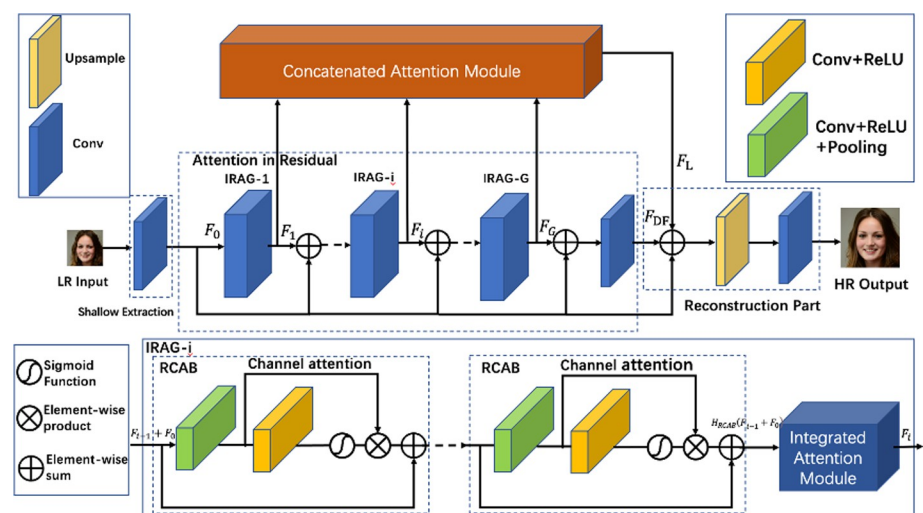 Upsample
Conv
Concatenated Attention Module
Conv+ReLU
Conv+ReLU
+Pooling
Attention in Residual
IRAG-1
IRAG-i
IRAG-G
F_L
F_0
F_1
F_i
F_G
F_DF
LR Input
Shallow Extraction
Reconstruction Part
HR Output
IRAG-i
Sigmoid
Function
Element-wise
product
Element-wise
sum
RCAB
Channel attention
RCAB
Channel attention
F_{i-1} + F_0
H_{RCAB}(F_{i-1} + F_0)
Integrated
Attention
Module
F_i